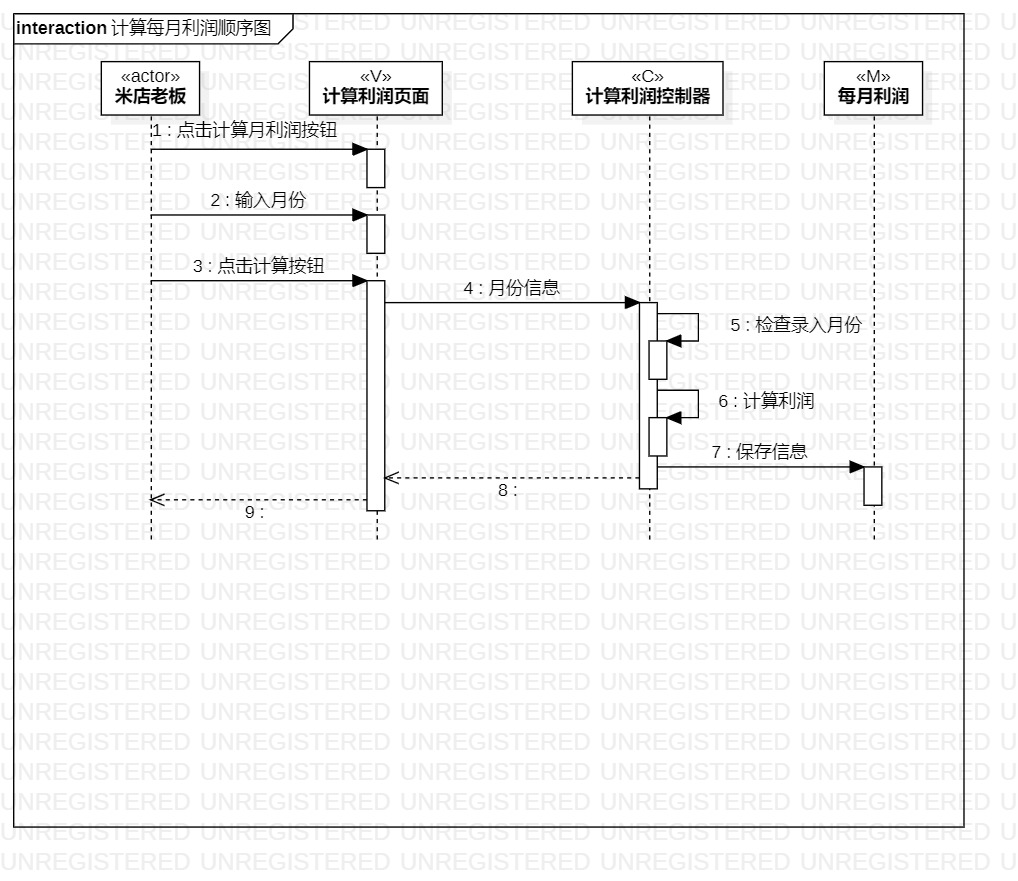 interaction 计算每月利润顺序图
«actor»
米店老板
«V»
计算利润页面
«C»
计算利润控制器
«M»
每月利润
1 : 点击计算月利润按钮
2 : 输入月份
3 : 点击计算按钮
4 : 月份信息
5 : 检查录入月份
6 : 计算利润
7 : 保存信息
8 :
9 :
UNREGISTERED